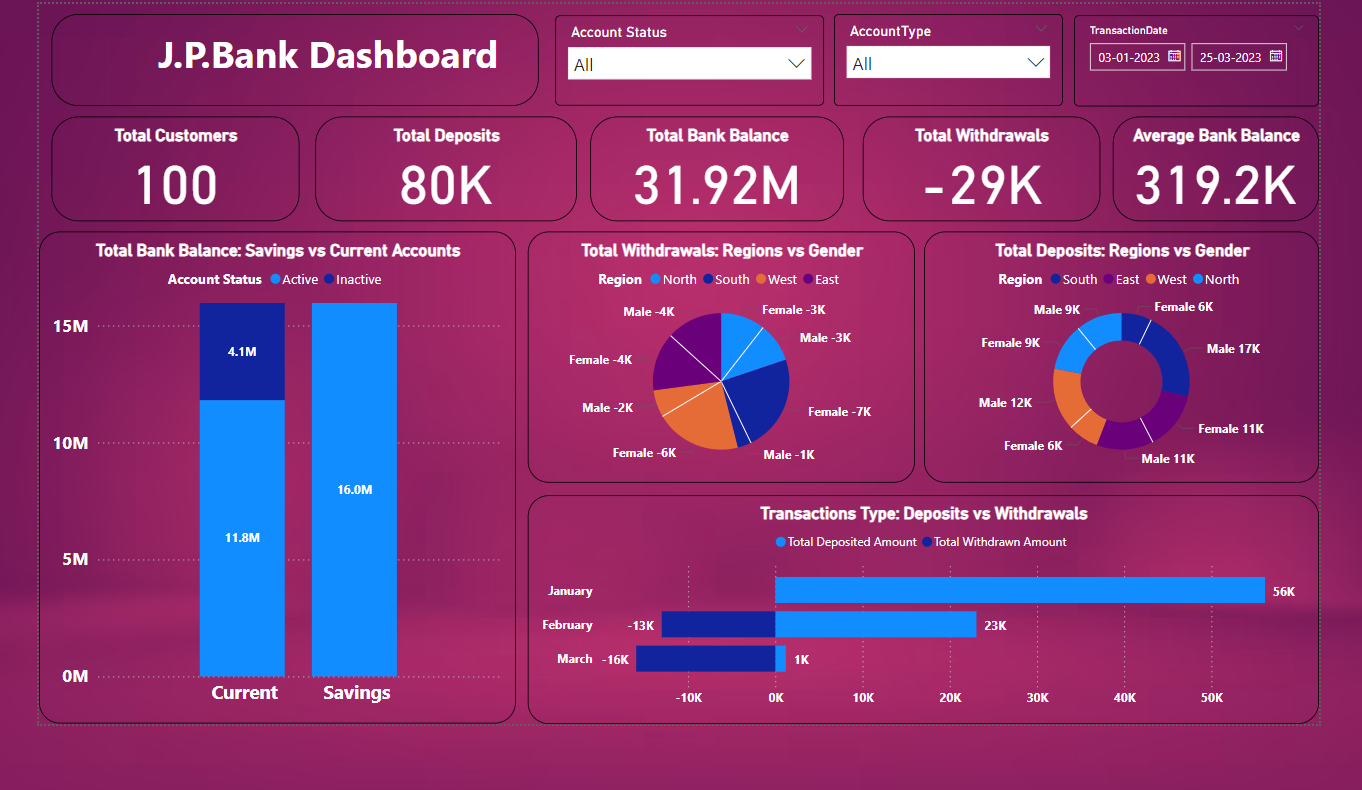 J.P.Bank Dashboard
Account Status
All
AccountType
All
TransactionDate
03-01-2023
25-03-2023
Total Customers
100
Total Deposits
80K
Total Bank Balance
31.92M
Total Withdrawals
-29K
Average Bank Balance
319.2K
Total Bank Balance: Savings vs Current Accounts
Account Status Active Inactive
15M
10M
5M
0M
4.1M
11.8M
16.0M
Current Savings
Total Withdrawals: Regions vs Gender
Region North South West East
Male -4K
Female -3K
Male -3K
Female -4K
Male -2K
Female -7K
Female -6K
Male -1K
Total Deposits: Regions vs Gender
Region South East West North
Male 9K
Female 6K
Female 9K
Male 17K
Male 12K
Female 11K
Female 6K
Male 11K
Transactions Type: Deposits vs Withdrawals
Total Deposited Amount Total Withdrawn Amount
January 56K
February -13K 23K
March -16K 1K
-10K 0K 10K 20K 30K 40K 50K